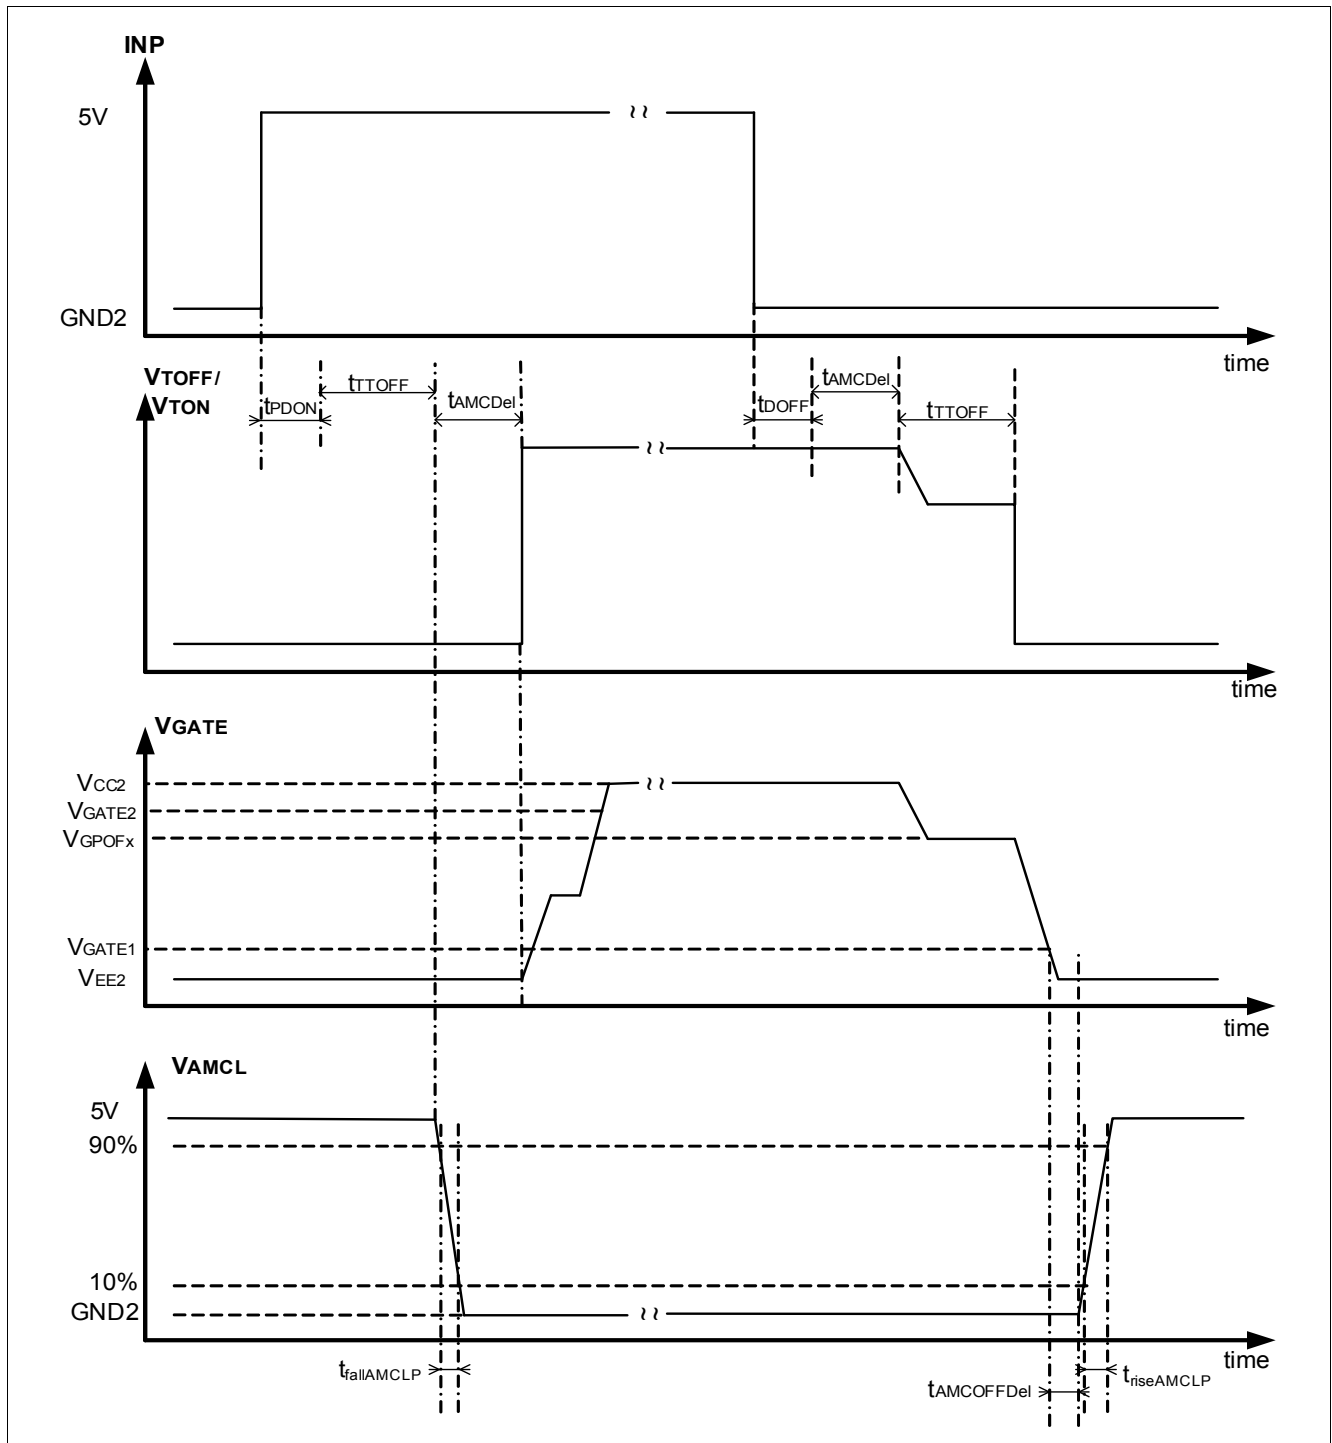 INP
5V
GND2
time
VTOFF/
VTON
tPDON
tTTOFF
tAMCDel
tDOFF
tAMCDel
tTTOFF
time
VGATE
VCC2
VGATE2
VGPOFx
VGATE1
VEE2
time
VAMCL
5V
90%
10%
GND2
time
tfallAMCLP
tAMCOFFDel
triseAMCLP